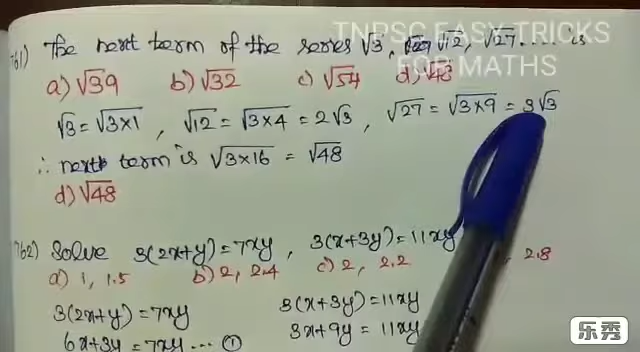 TNPSC EASY TRICKS
FOR MATHS
761) The next term of the series √3, √12, √27 .... is
a) √39 b) √32 c) √54 d) √48
√3 = √3×1 , √12 = √3×4 = 2√3 , √27 = √3×9 = 3√3
∴ next term is √3×16 = √48
d) √48
762) Solve 3(2x+y) = 7xy , 3(x+3y) = 11xy
a) 1, 1.5 b) 2, 2.4 c) 2, 2.2 , 2.8
3(2x+y) = 7xy 3(x+3y) = 11xy
6x+3y = 7xy ... ① 3x+9y = 11xy
乐秀